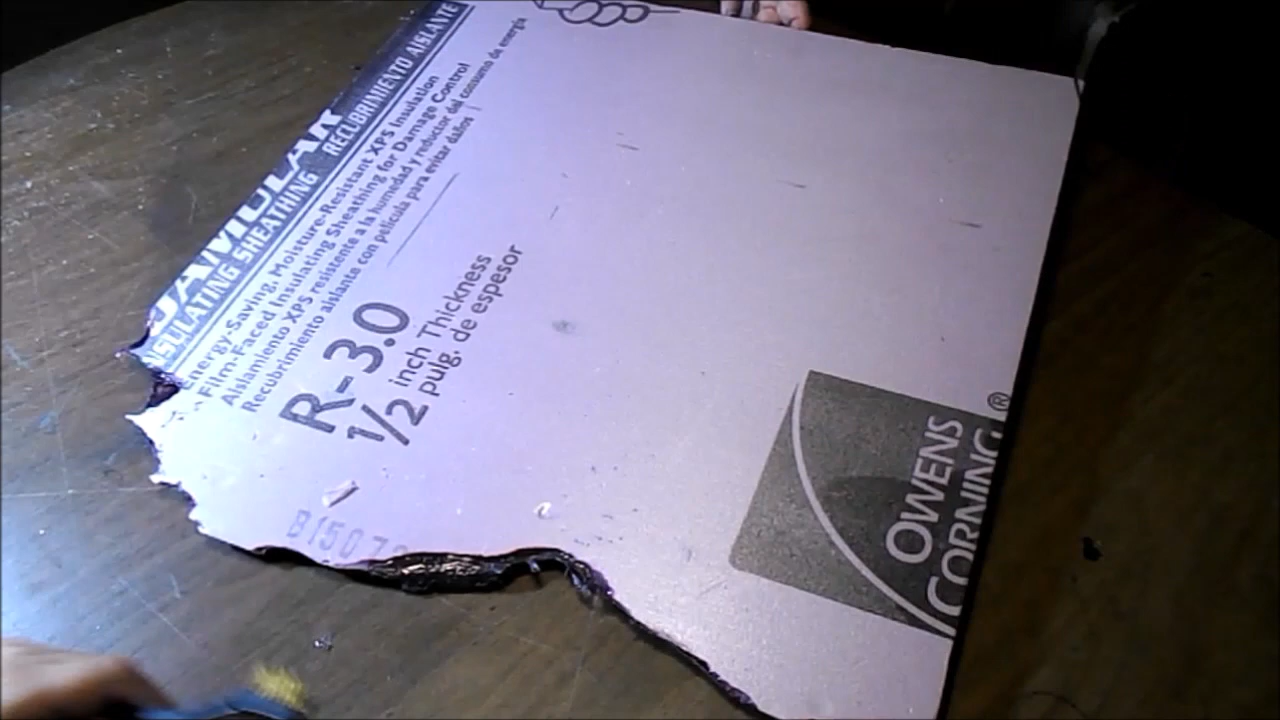 AMULAR
INSULATING SHEATHING RECUBRIMIENTO AISLANTE
Energy-Saving, Moisture-Resistant XPS Insulation
Film-Faced Insulating Sheathing for Damage Control
Aislamiento XPS resistente a la humedad y reductor del consumo de energía
Recubrimiento aislante con película para evitar daños
R-3.0
1/2 inch Thickness
pulg. de espesor
B1507
OWENS
CORNING®